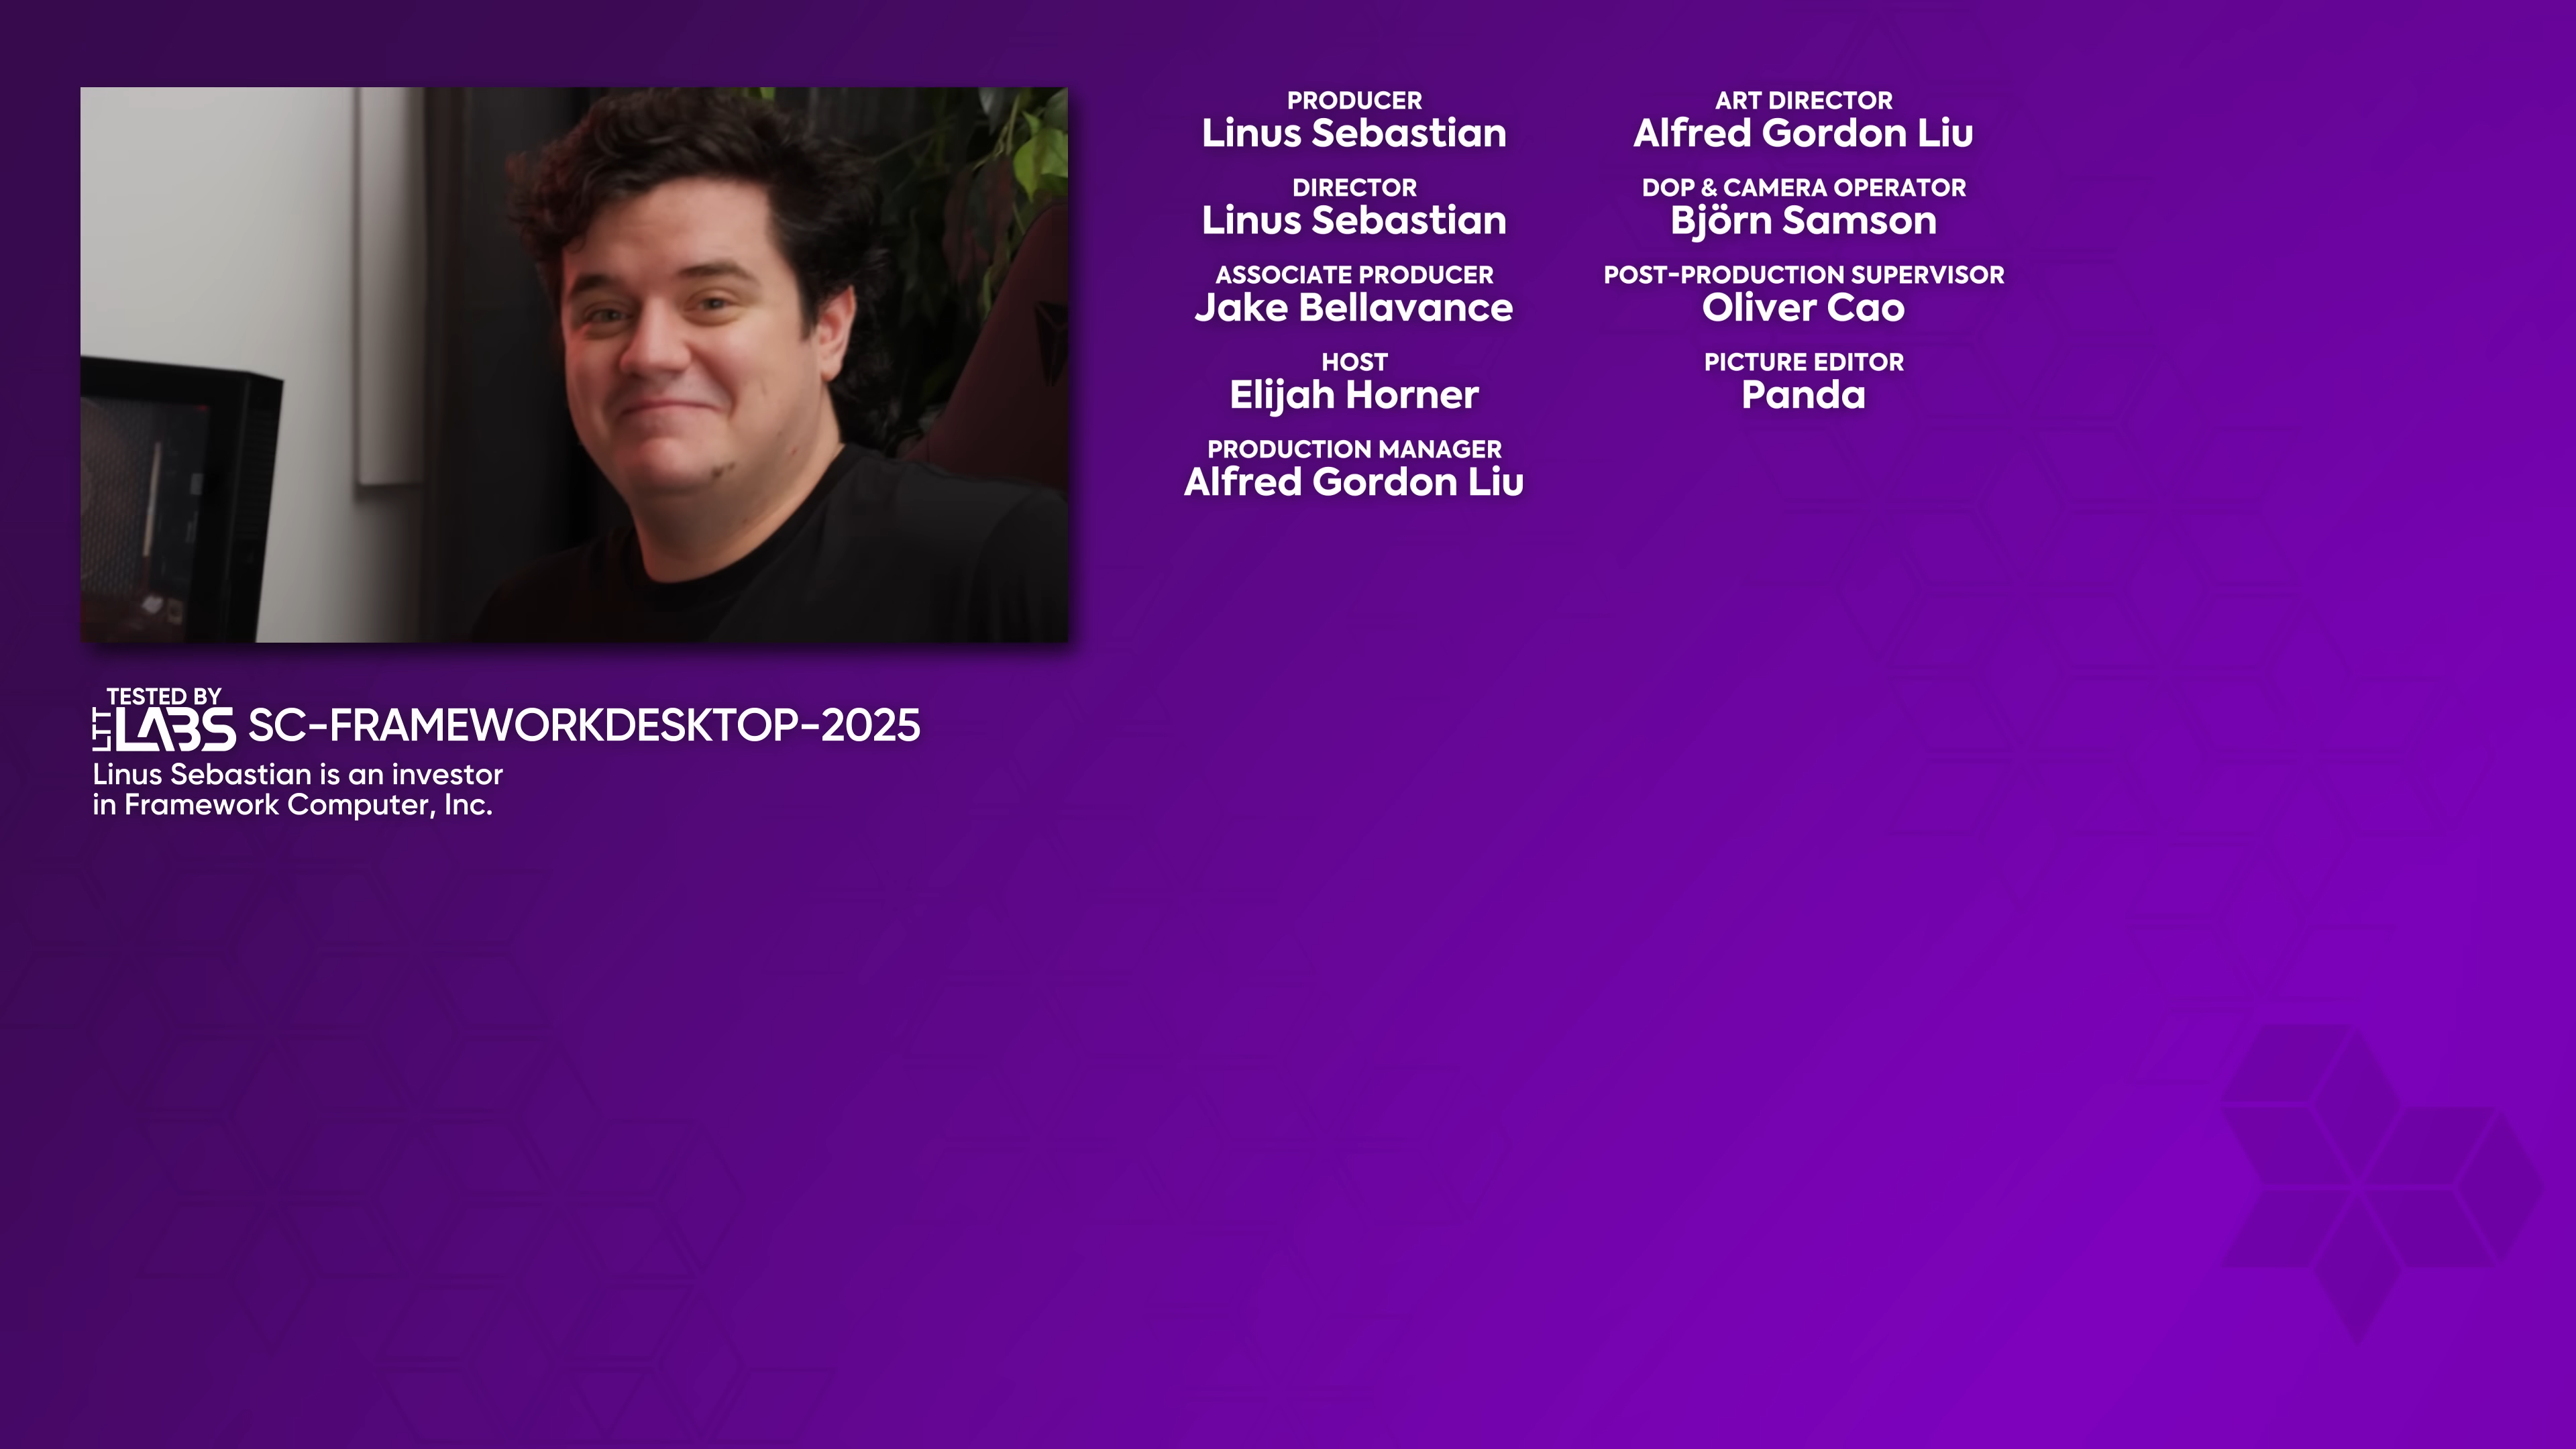 PRODUCER
Linus Sebastian
DIRECTOR
Linus Sebastian
ASSOCIATE PRODUCER
Jake Bellavance
HOST
Elijah Horner
PRODUCTION MANAGER
Alfred Gordon Liu
ART DIRECTOR
Alfred Gordon Liu
DOP & CAMERA OPERATOR
Björn Samson
POST-PRODUCTION SUPERVISOR
Oliver Cao
PICTURE EDITOR
Panda
TESTED BY
LTT LABS SC-FRAMEWORKDESKTOP-2025
Linus Sebastian is an investor
in Framework Computer, Inc.